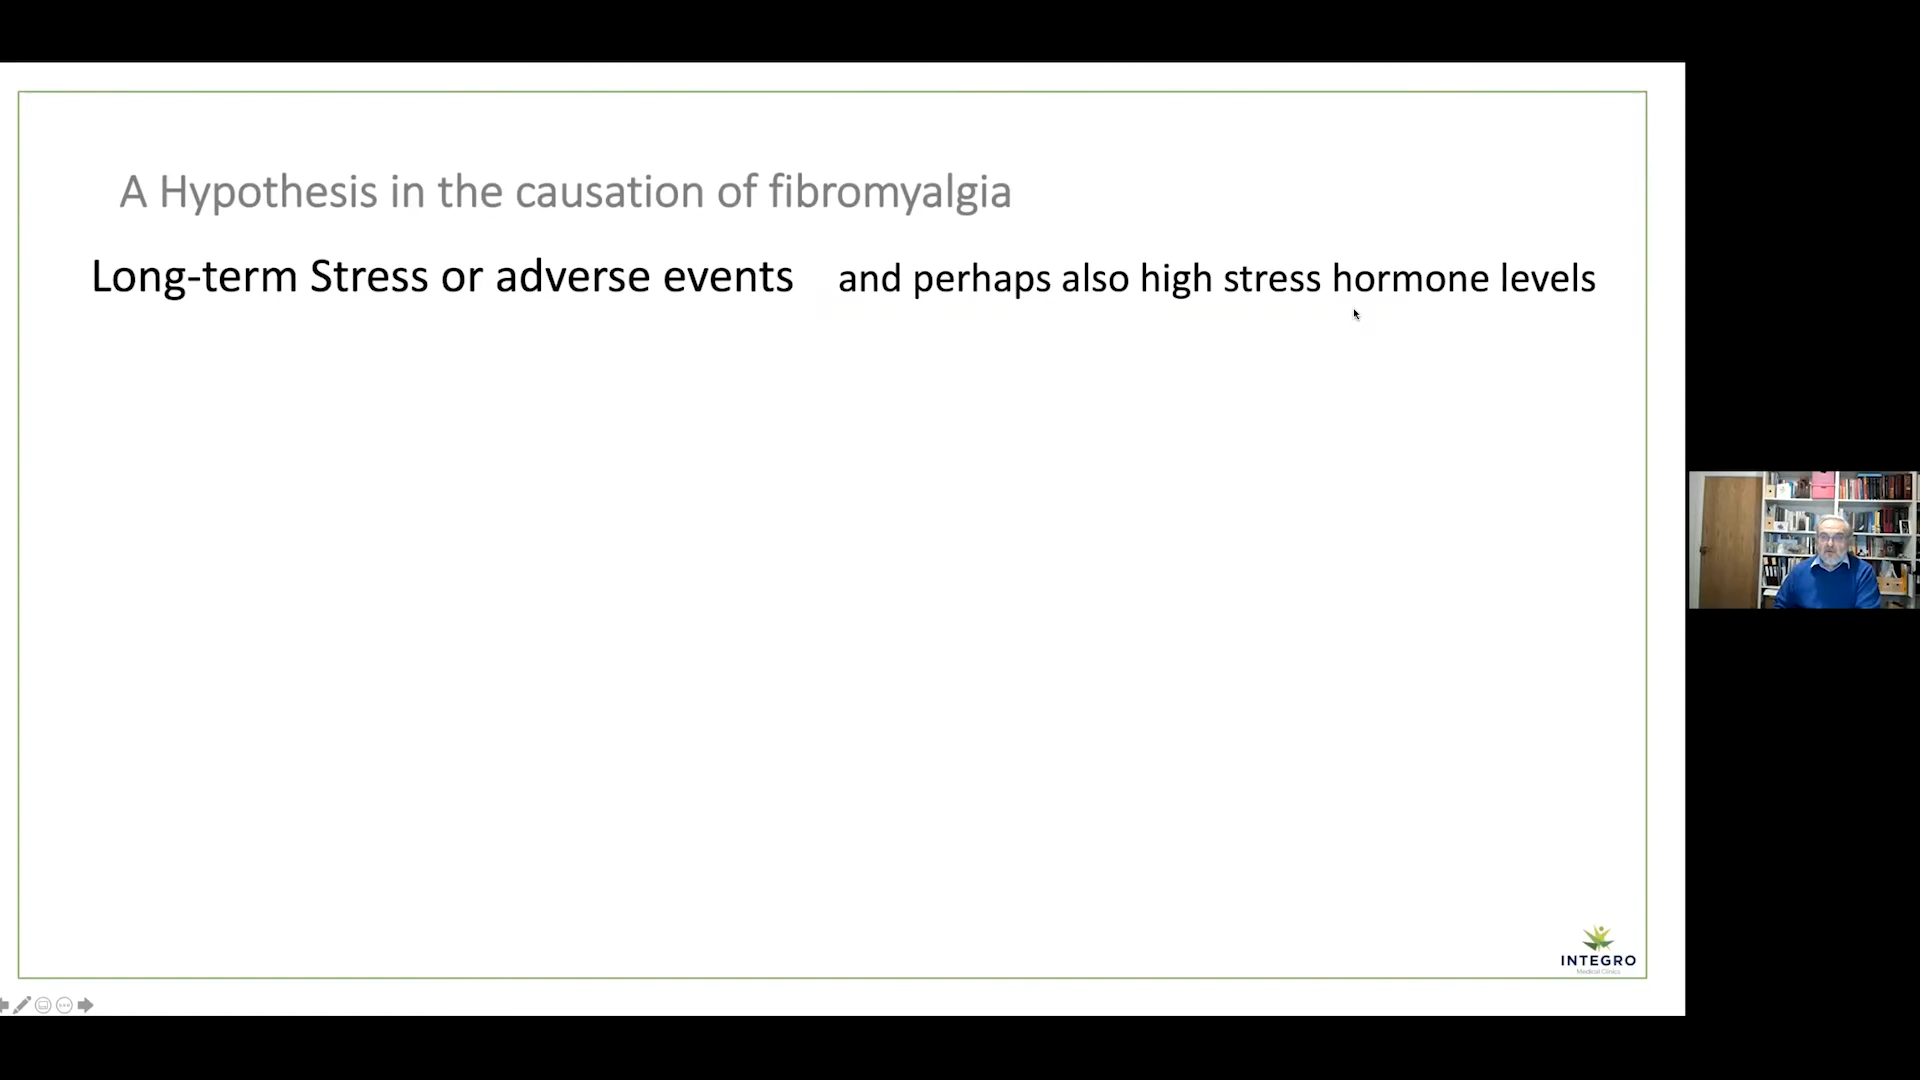 A Hypothesis in the causation of fibromyalgia
Long-term Stress or adverse events and perhaps also high stress hormone levels
INTEGRO
Medical Clinics